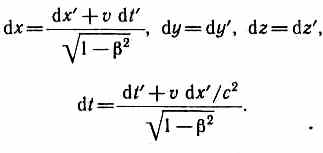 dx = (dx′ + v dt′) / √(1 − β²), dy = dy′, dz = dz′,
dt = (dt′ + v dx′/c²) / √(1 − β²).